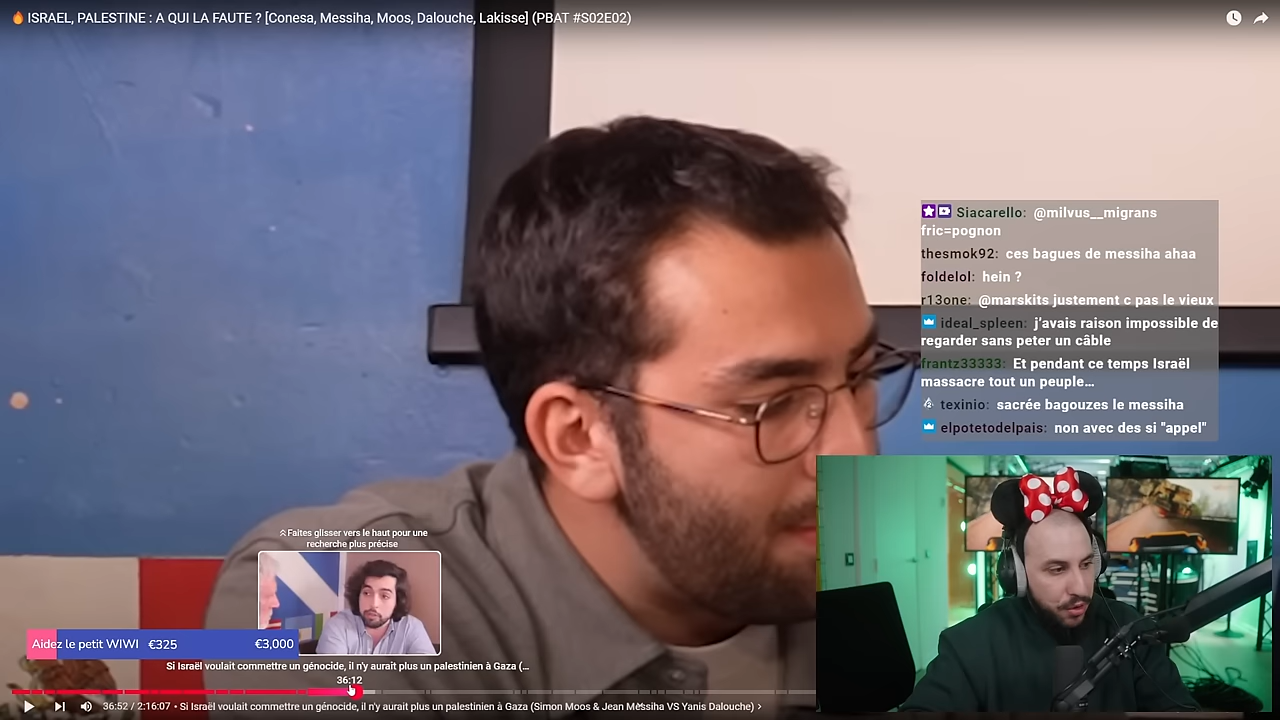 🔥 ISRAEL, PALESTINE : A QUI LA FAUTE ? [Conesa, Messiha, Moos, Dalouche, Lakisse] (PBAT #S02E02)
Siacarello: @milvus__migrans
fric=pognon
thesmok92: ces bagues de messiha ahaa
foldelol: hein ?
r13one: @marskits justement c pas le vieux
ideal_spleen: j'avais raison impossible de
regarder sans peter un câble
frantz33333: Et pendant ce temps Israël
massacre tout un peuple...
texinio: sacrée bagouzes le messiha
elpotetodelpais: non avec des si "appel"
Faites glisser vers le haut pour une
recherche plus précise
Aidez le petit WIWI €325 €3,000
Si Israël voulait commettre un génocide, il n'y aurait plus un palestinien à Gaza (...
36:12
36:52 / 2:16:07 • Si Israël voulait commettre un génocide, il n'y aurait plus un palestinien à Gaza (Simon Moos & Jean Messiha VS Yanis Dalouche) >